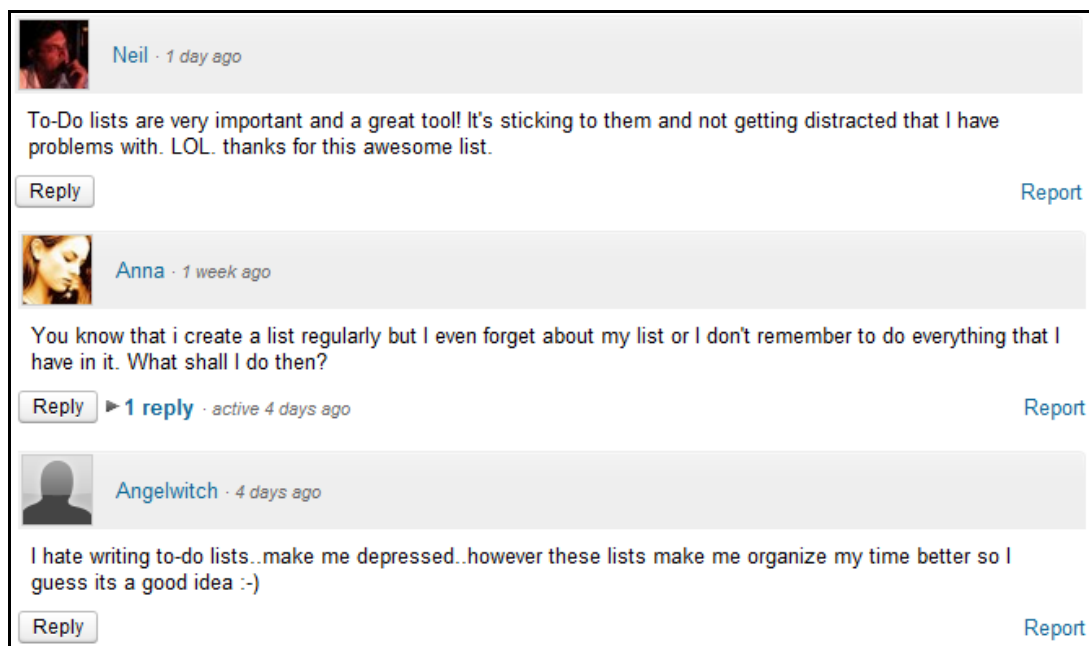 Neil · 1 day ago
To-Do lists are very important and a great tool! It's sticking to them and not getting distracted that I have
problems with. LOL. thanks for this awesome list.
Reply
Report
Anna · 1 week ago
You know that i create a list regularly but I even forget about my list or I don't remember to do everything that I
have in it. What shall I do then?
Reply ▶ 1 reply · active 4 days ago
Report
Angelwitch · 4 days ago
I hate writing to-do lists..make me depressed..however these lists make me organize my time better so I
guess its a good idea :-)
Reply
Report